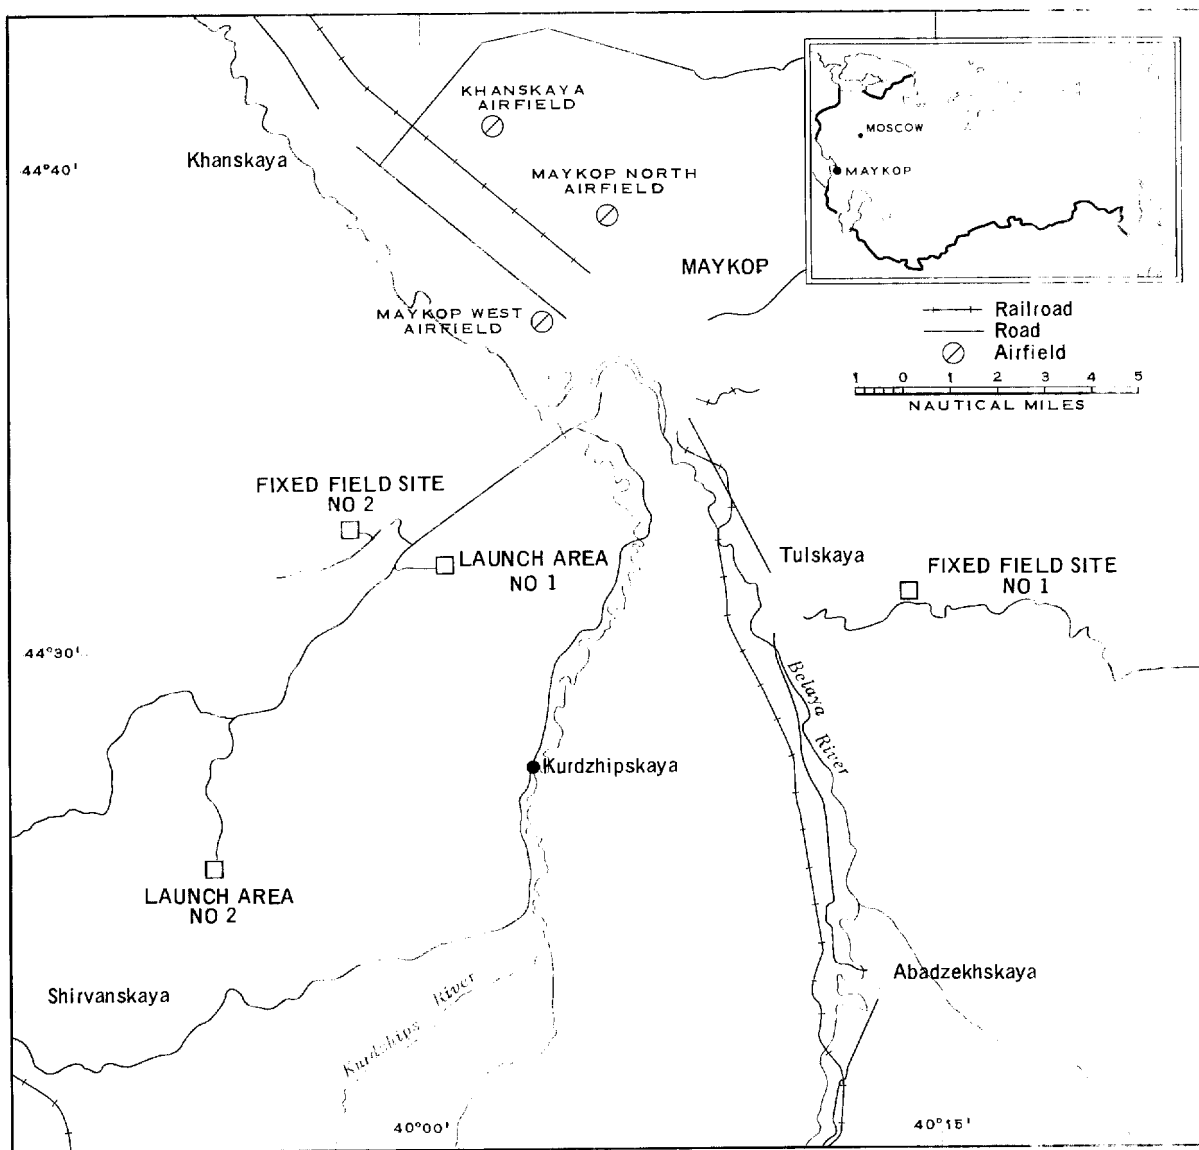 KHANSKAYA
AIRFIELD
Khanskaya
44°40'
MAYKOP NORTH
AIRFIELD
MOSCOW
MAYKOP
MAYKOP
MAYKOP WEST
AIRFIELD
Railroad
Road
Airfield
1 0 1 2 3 4 5
NAUTICAL MILES
FIXED FIELD SITE
NO 2
LAUNCH AREA
NO 1
Tulskaya
FIXED FIELD SITE
NO 1
44°30'
Belaya
River
Kurdzhipskaya
LAUNCH AREA
NO 2
Shirvanskaya
Abadzekhskaya
Kurdzhips River
40°00'
40°15'